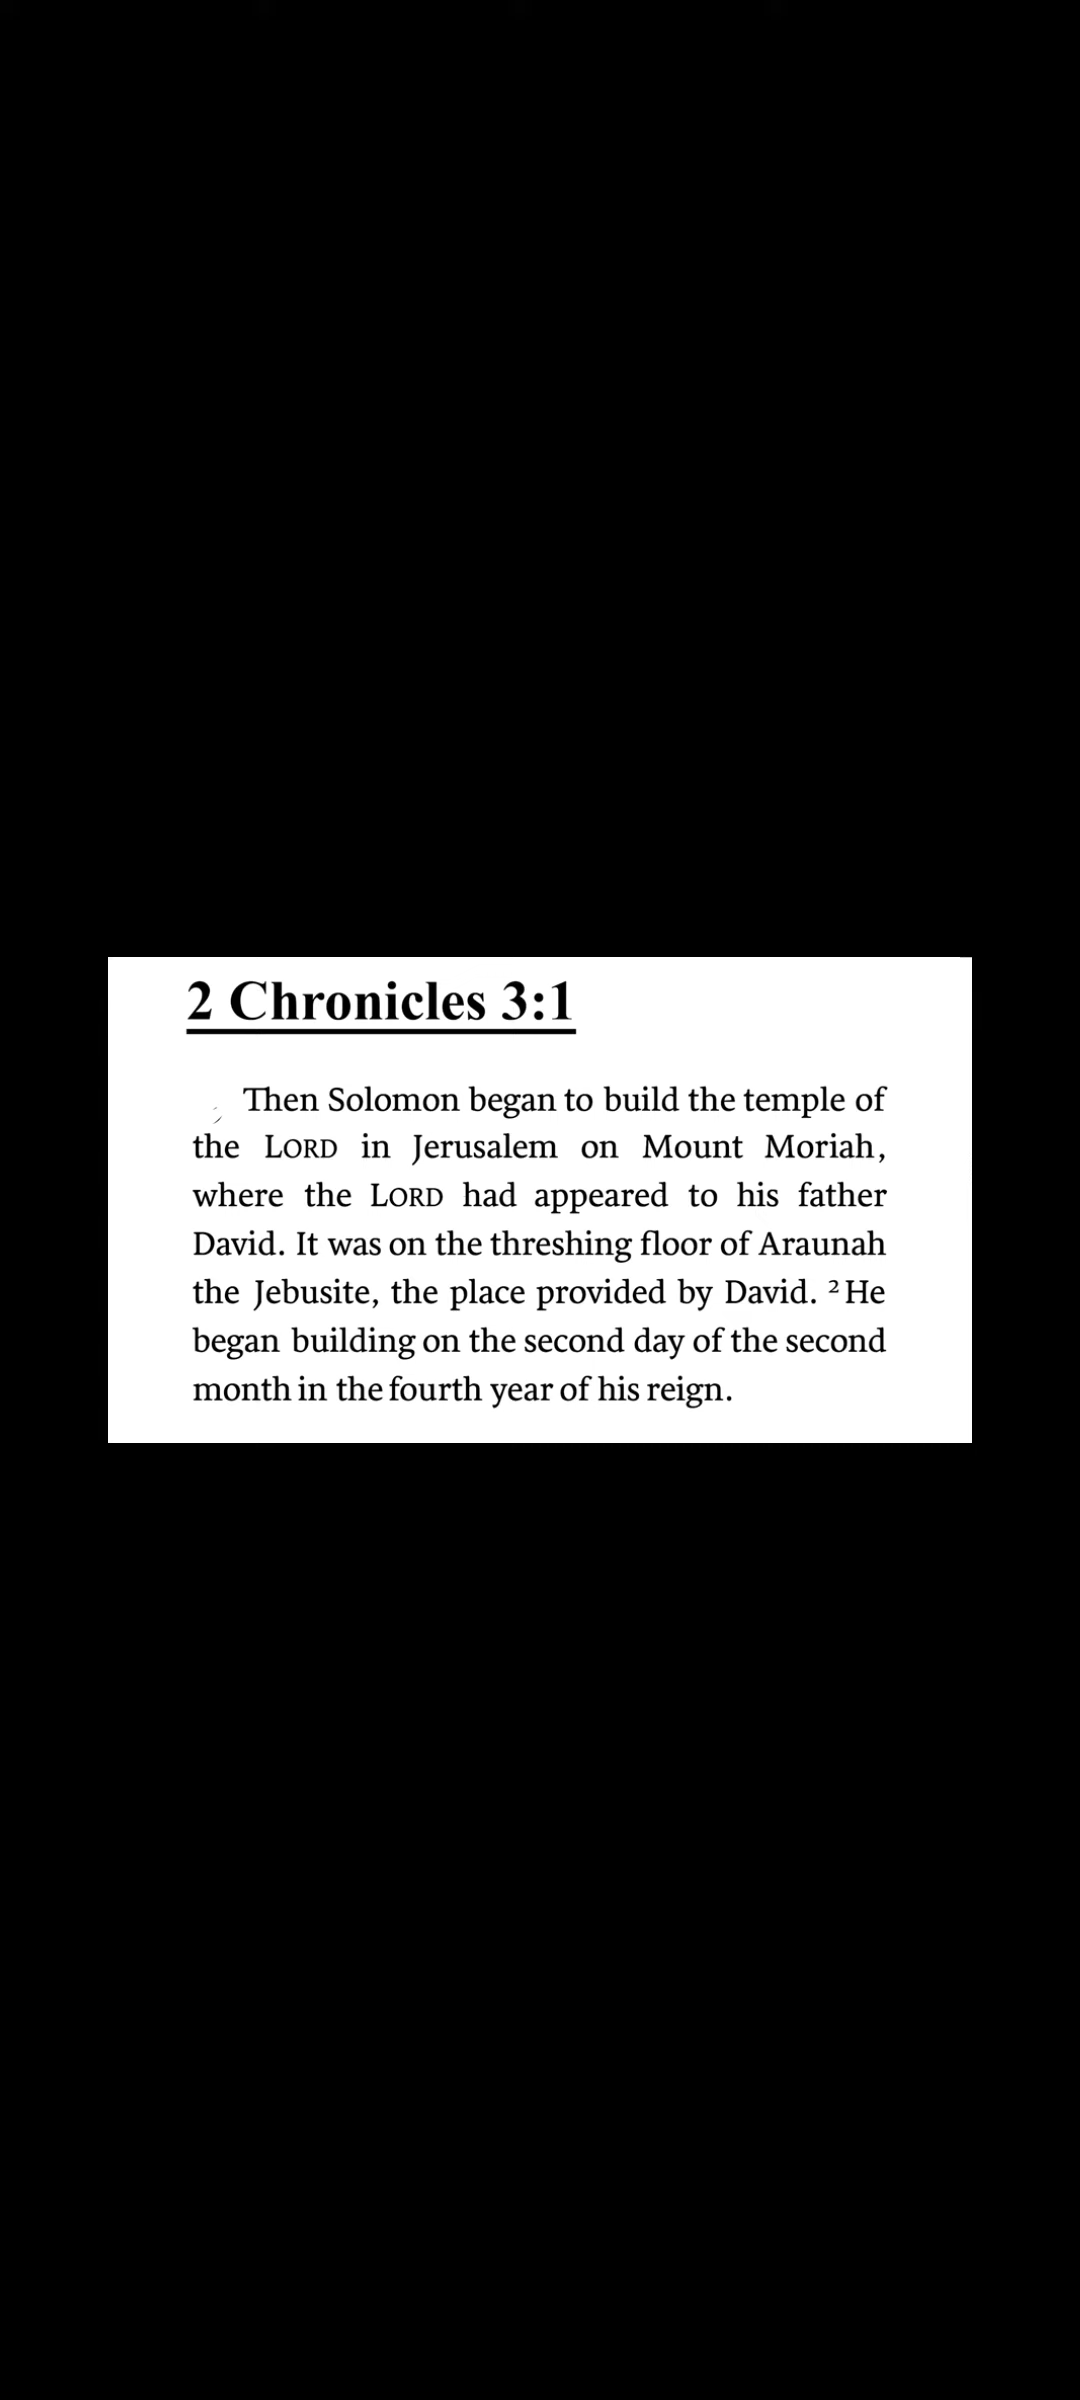 2 Chronicles 3:1
Then Solomon began to build the temple of
the LORD in Jerusalem on Mount Moriah,
where the LORD had appeared to his father
David. It was on the threshing floor of Araunah
the Jebusite, the place provided by David. ² He
began building on the second day of the second
month in the fourth year of his reign.